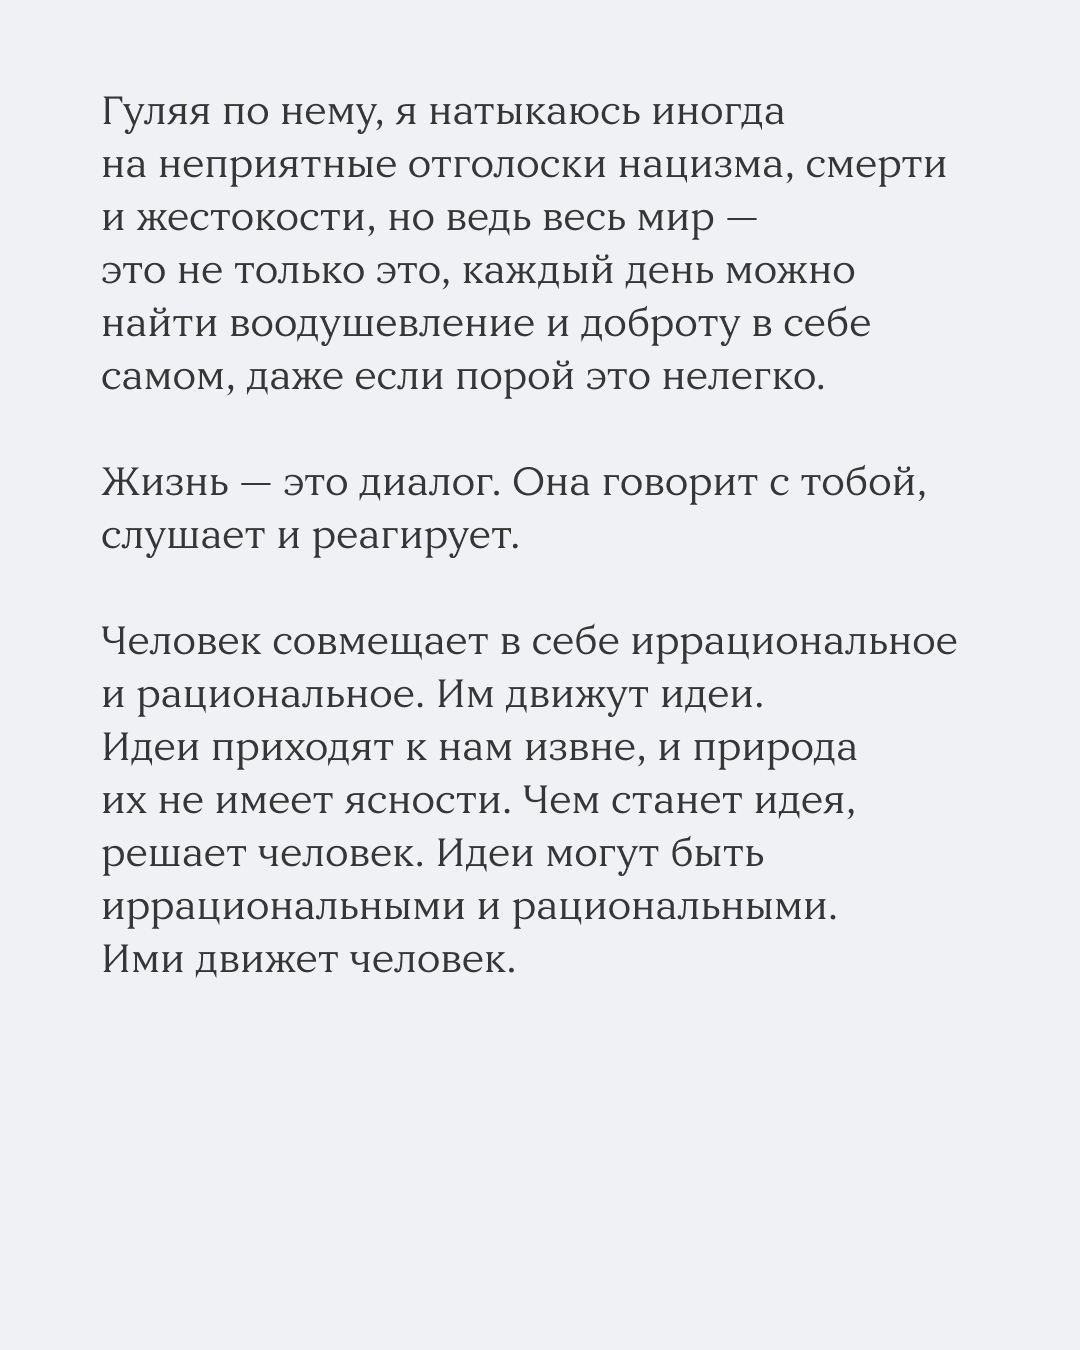 Гуляя по нему, я натыкаюсь иногда
на неприятные отголоски нацизма, смерти
и жестокости, но ведь весь мир —
это не только это, каждый день можно
найти воодушевление и доброту в себе
самом, даже если порой это нелегко.
Жизнь — это диалог. Она говорит с тобой,
слушает и реагирует.
Человек совмещает в себе иррациональное
и рациональное. Им движут идеи.
Идеи приходят к нам извне, и природа
их не имеет ясности. Чем станет идея,
решает человек. Идеи могут быть
иррациональными и рациональными.
Ими движет человек.